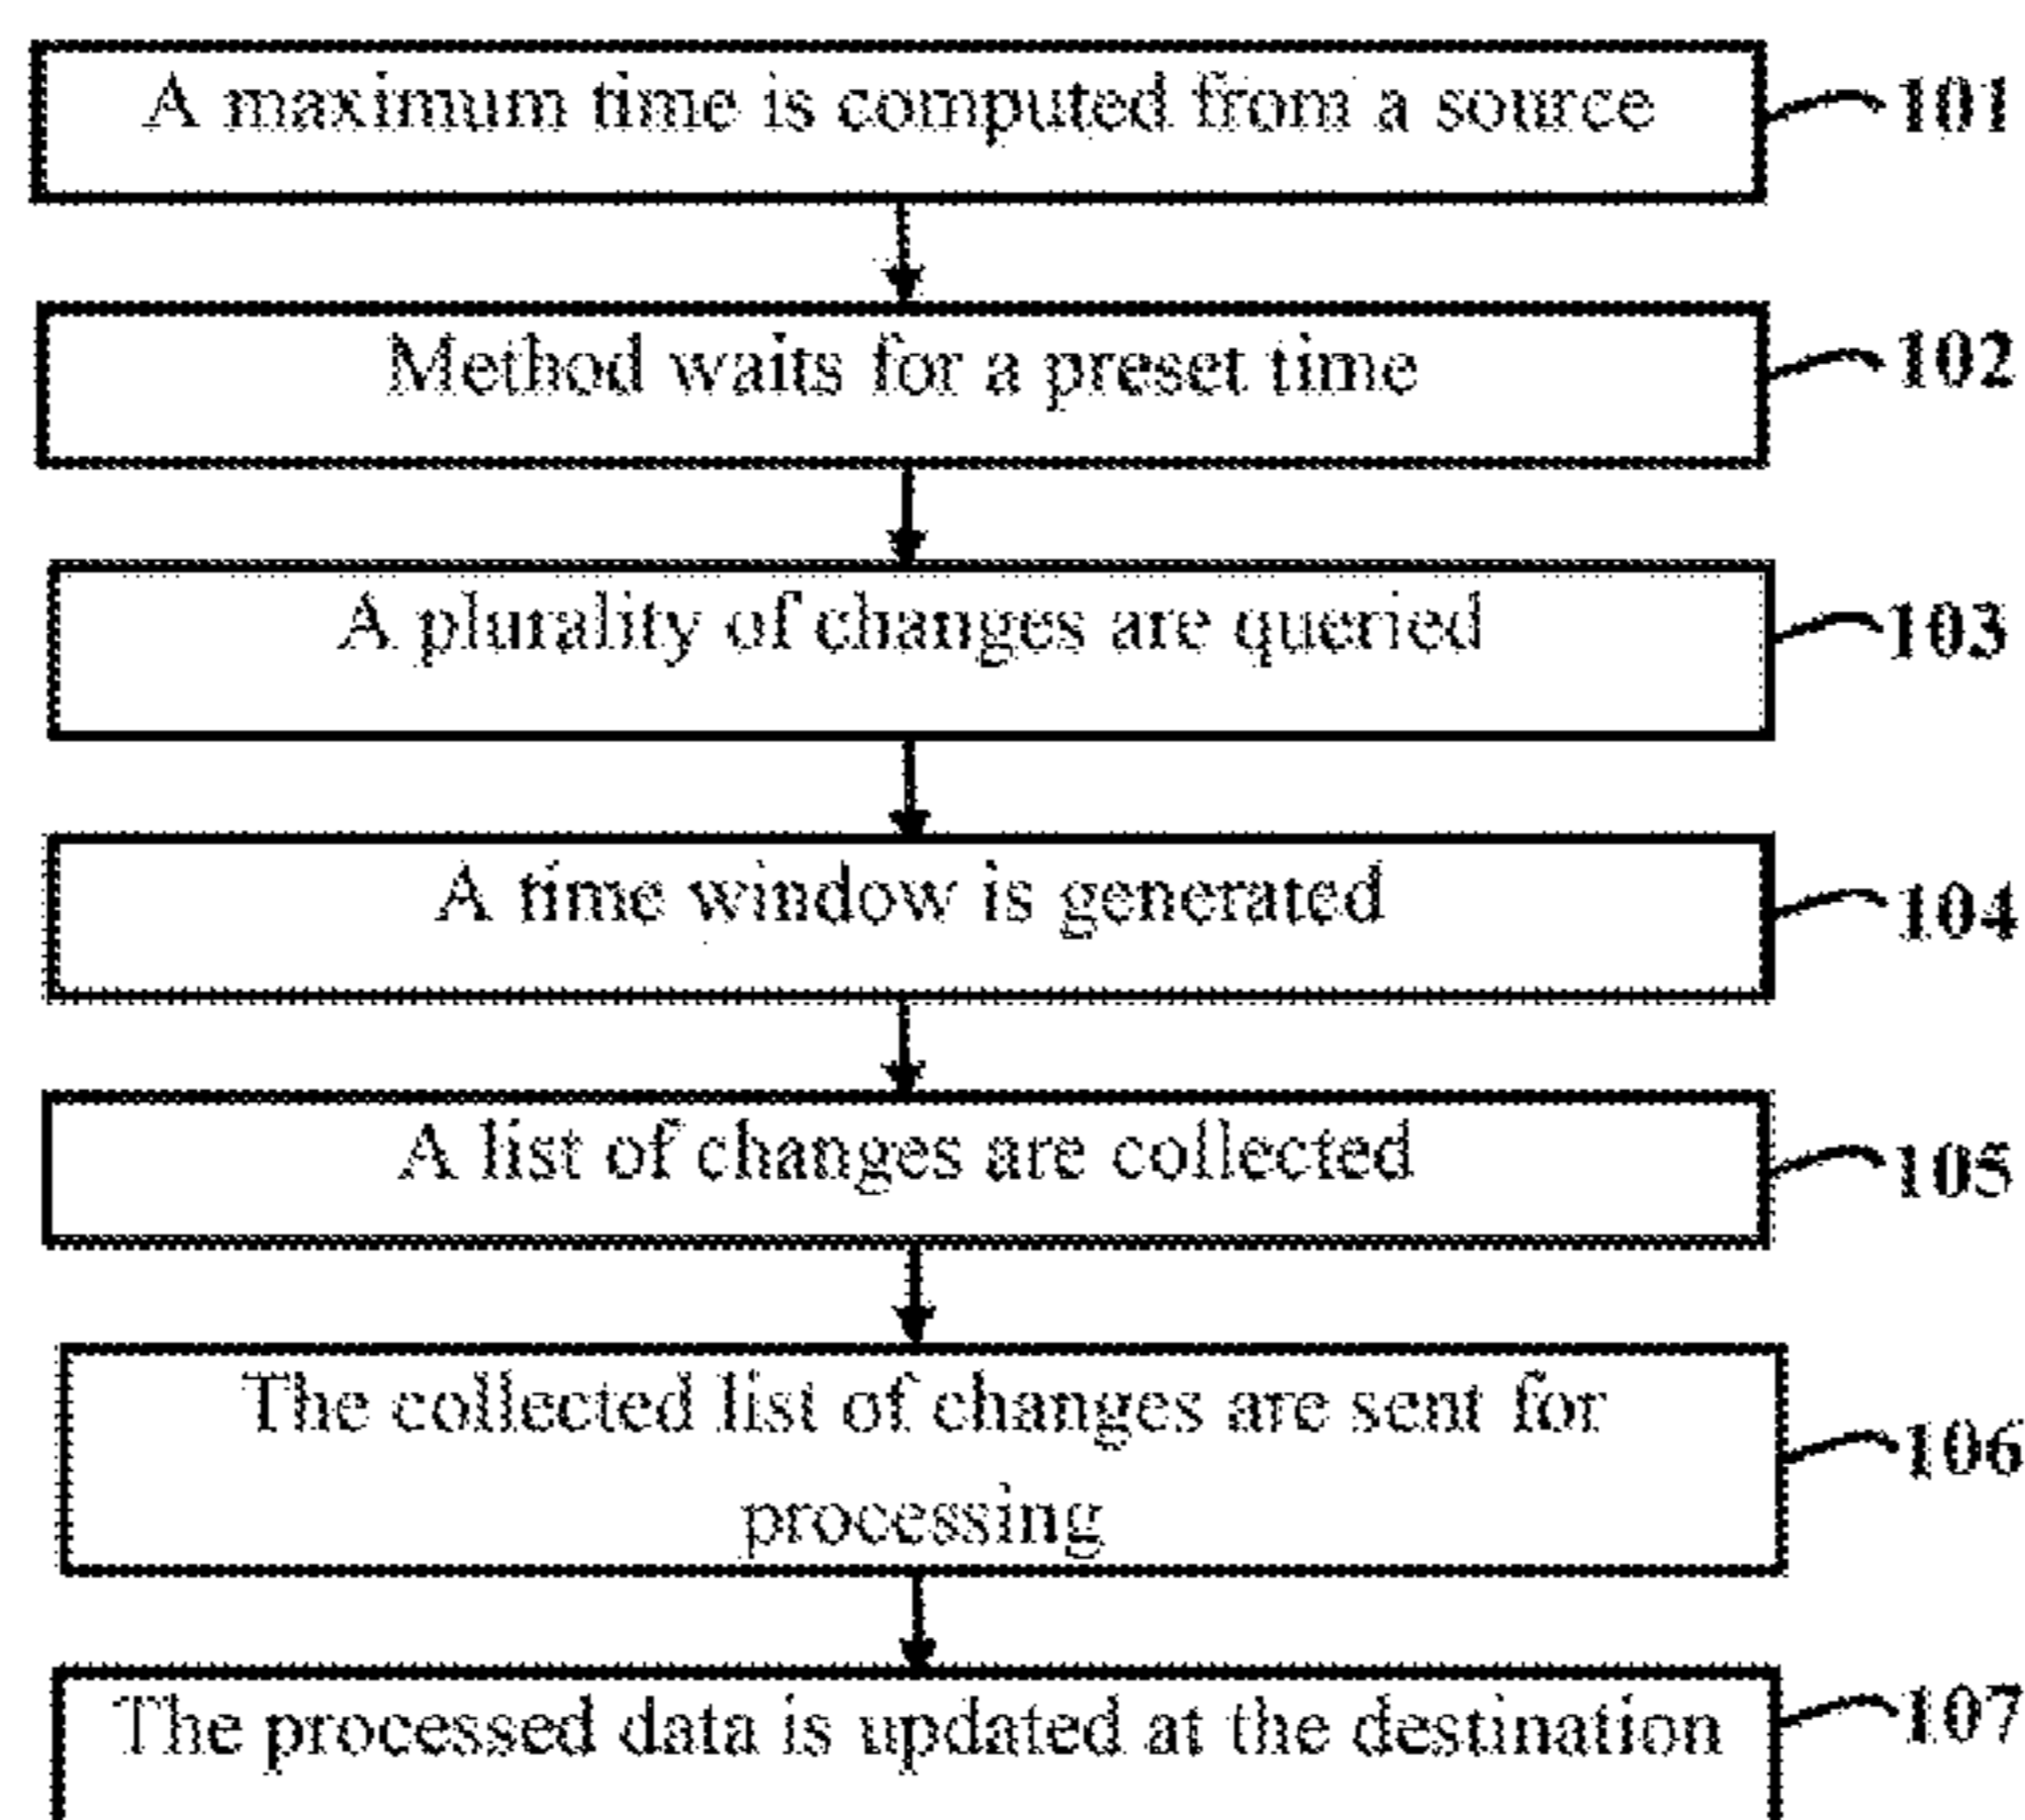 A maximum time is computed from a source
101
Method waits for a preset time
102
A plurality of changes are queried
103
A time window is generated
104
A list of changes are collected
105
The collected list of changes are sent for
processing
106
The processed data is updated at the destination
107